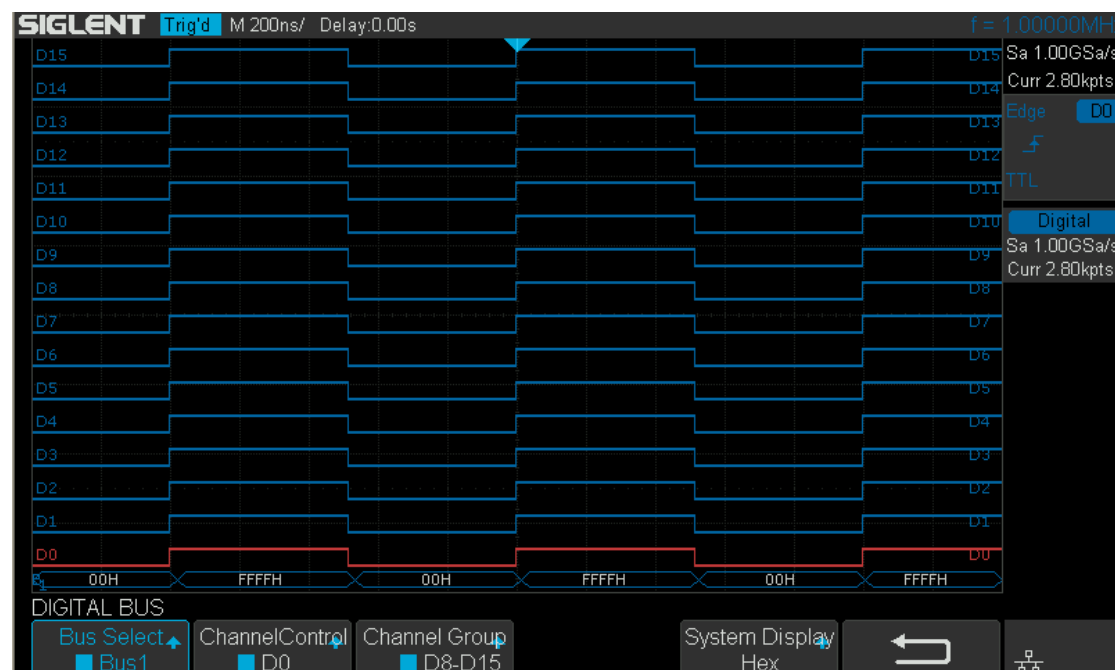 SIGLENT Trig'd M 200ns/ Delay:0.00s f = 1.00000MH
D15 D15 Sa 1.00GSa/s
D14 D14 Curr 2.80kpts
D13 D13 Edge D0
D12 D12
D11 D11 TTL
D10 D10 Digital
D9 D9 Sa 1.00GSa/s
D8 D8 Curr 2.80kpts
D7 D7
D6 D6
D5 D5
D4 D4
D3 D3
D2 D2
D1 D1
D0 D0
00H FFFFH 00H FFFFH 00H FFFFH
DIGITAL BUS
Bus Select ChannelControl Channel Group System Display
Bus1 D0 D8-D15 Hex